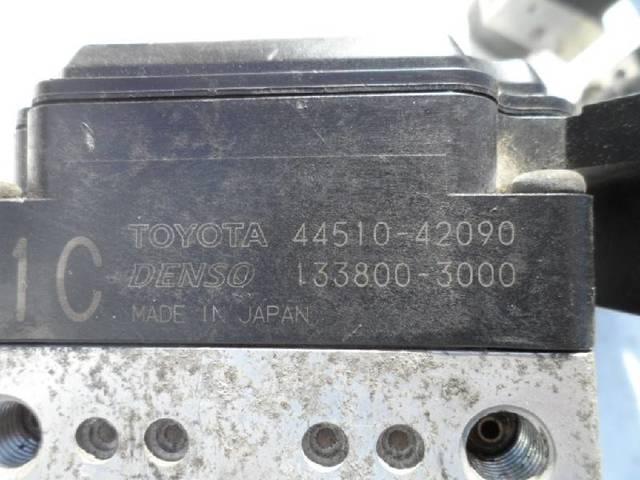 TOYOTA 44510-42090
1C DENSO 133800-3000
MADE IN JAPAN